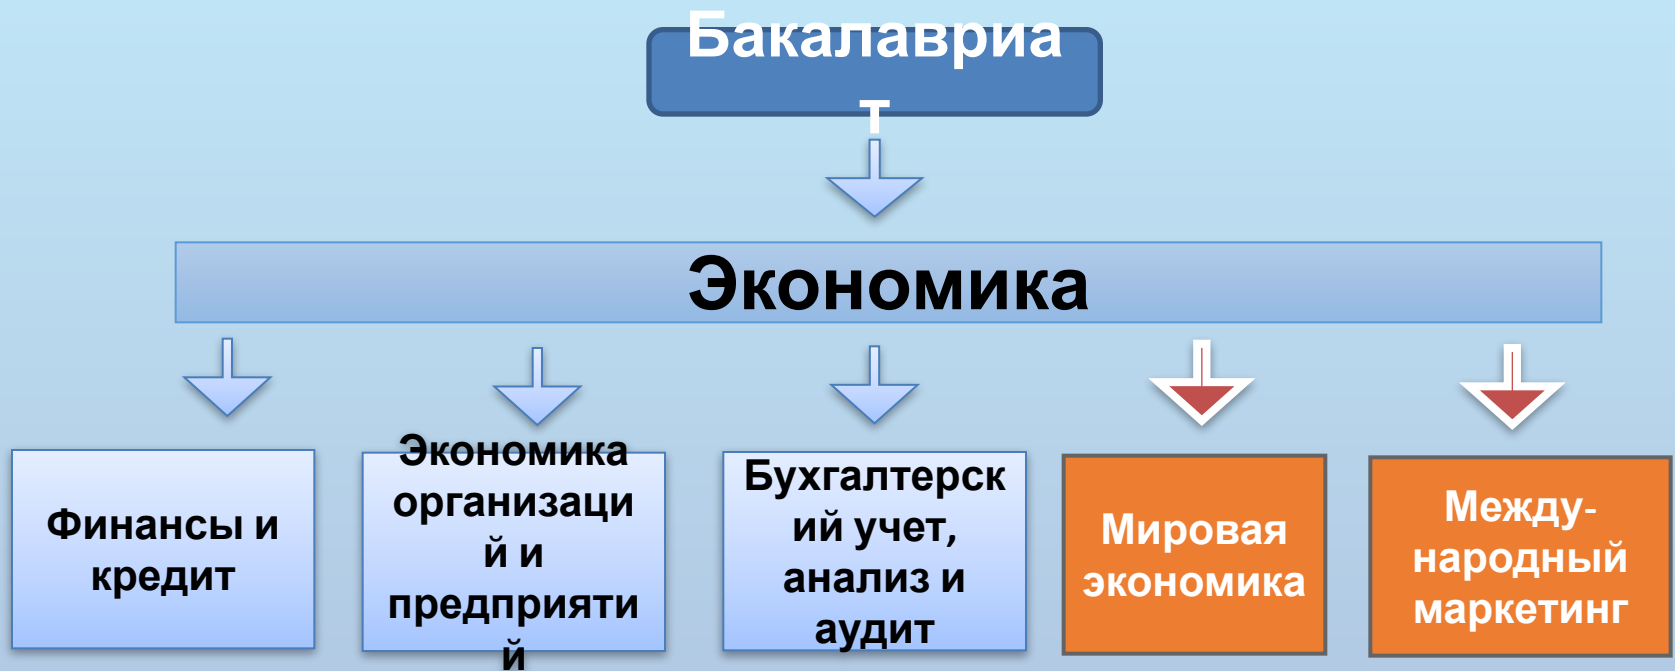 Бакалавриа
т
Экономика
Финансы и
кредит
Экономика
организаци
й и
предприяти
й
Бухгалтерск
ий учет,
анализ и
аудит
Мировая
экономика
Между-
народный
маркетинг